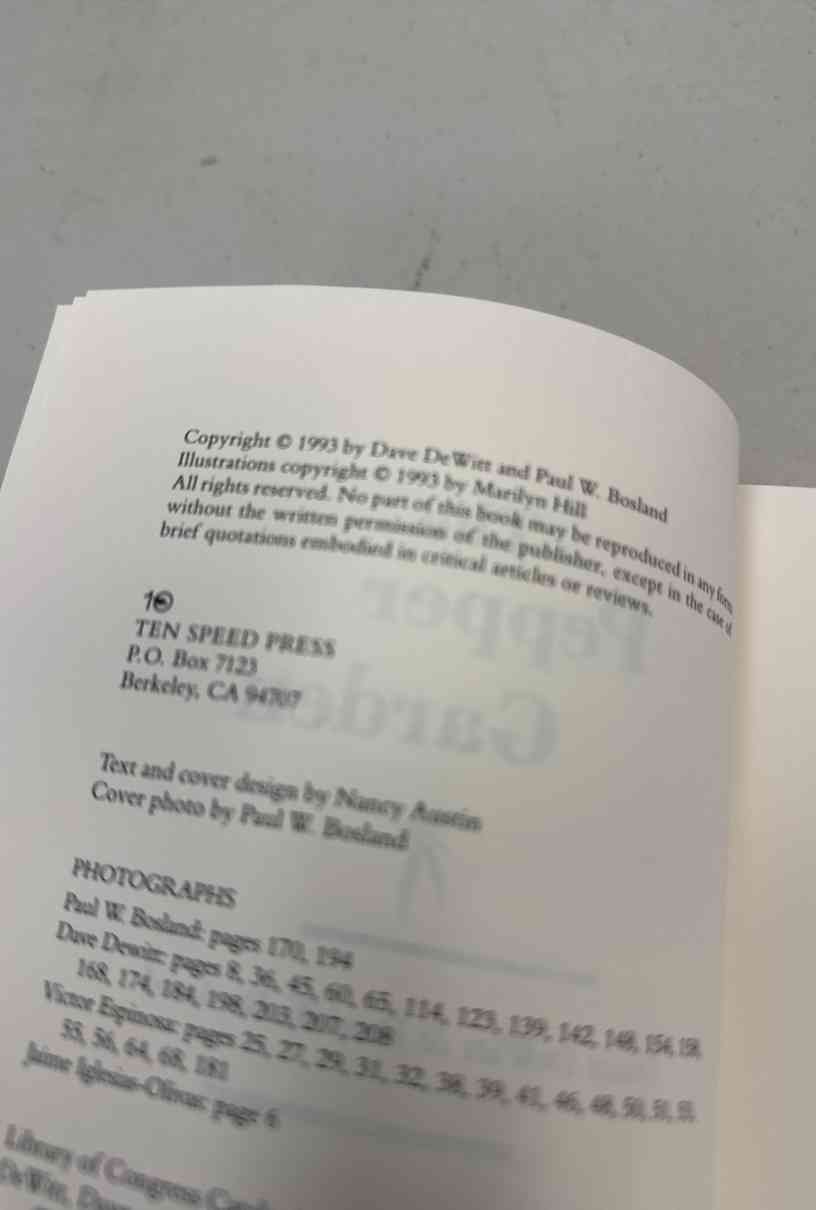 Copyright © 1993 by Dave DeWitt and Paul W. Bosland
Illustrations copyright © 1993 by Marilyn Hill
All rights reserved. No part of this book may be reproduced in any form
without the written permission of the publisher, except in the case of
brief quotations embodied in critical articles or reviews.
TEN SPEED PRESS
P.O. Box 7123
Berkeley, CA 94707
Text and cover design by Nancy Austin
Cover photo by Paul W. Bosland
PHOTOGRAPHS
Paul W. Bosland: pages 170, 194
Dave Dewitt: pages 8, 36, 45, 60, 65, 114, 123, 139, 142, 148, 154,
168, 174, 184, 198, 203, 207, 208
Victor Espinosa: pages 25, 27, 29, 31, 32, 38, 39, 41, 46, 48, 50, 51,
56, 64, 68, 181
Jaime Iglesias-Olivas: page 6
Library of Congress
DeWitt,
Pepper
Garden